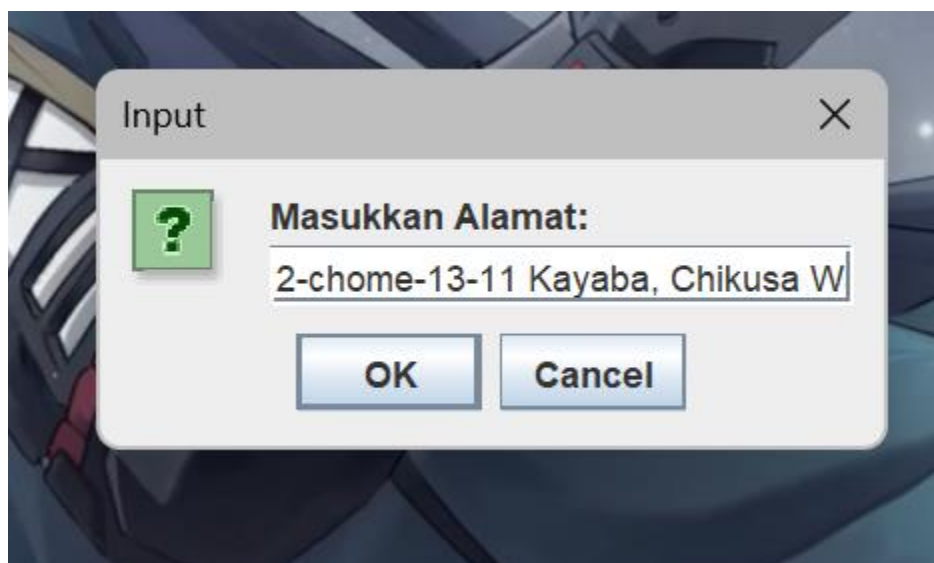 Input
?
Masukkan Alamat:
2-chome-13-11 Kayaba, Chikusa W
OK Cancel